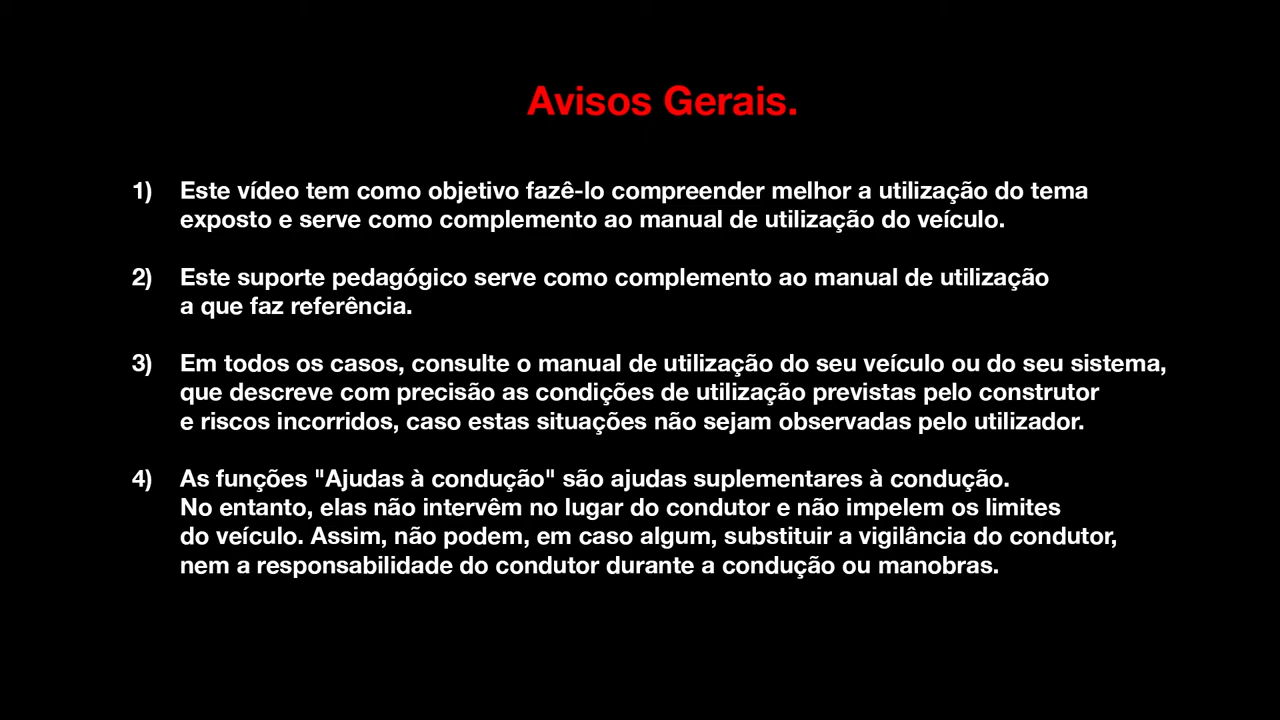 Avisos Gerais.
1) Este vídeo tem como objetivo fazê-lo compreender melhor a utilização do tema
exposto e serve como complemento ao manual de utilização do veículo.
2) Este suporte pedagógico serve como complemento ao manual de utilização
a que faz referência.
3) Em todos os casos, consulte o manual de utilização do seu veículo ou do seu sistema,
que descreve com precisão as condições de utilização previstas pelo construtor
e riscos incorridos, caso estas situações não sejam observadas pelo utilizador.
4) As funções "Ajudas à condução" são ajudas suplementares à condução.
No entanto, elas não intervêm no lugar do condutor e não impelem os limites
do veículo. Assim, não podem, em caso algum, substituir a vigilância do condutor,
nem a responsabilidade do condutor durante a condução ou manobras.